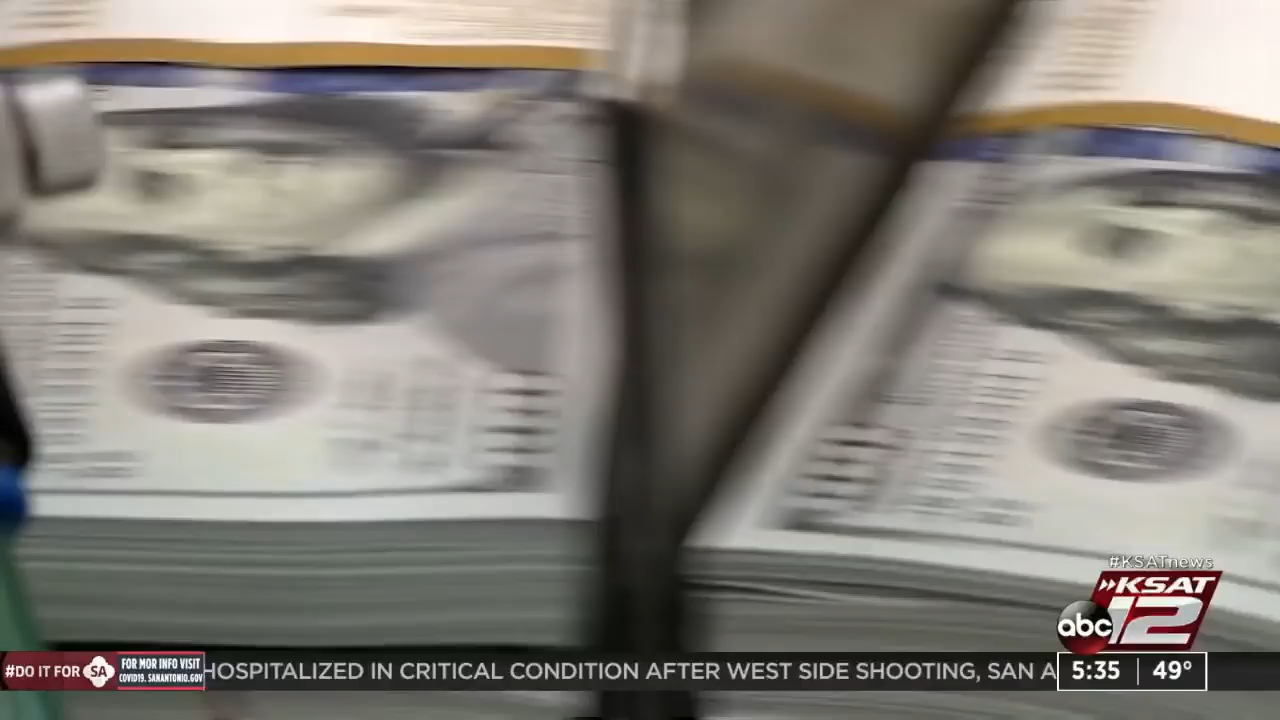 #KSATnews
KSAT
abc 12
#DO IT FOR SA
FOR MOR INFO VISIT
COVID19.SANANTONIO.GOV
HOSPITALIZED IN CRITICAL CONDITION AFTER WEST SIDE SHOOTING, SAN A
5:35 49°